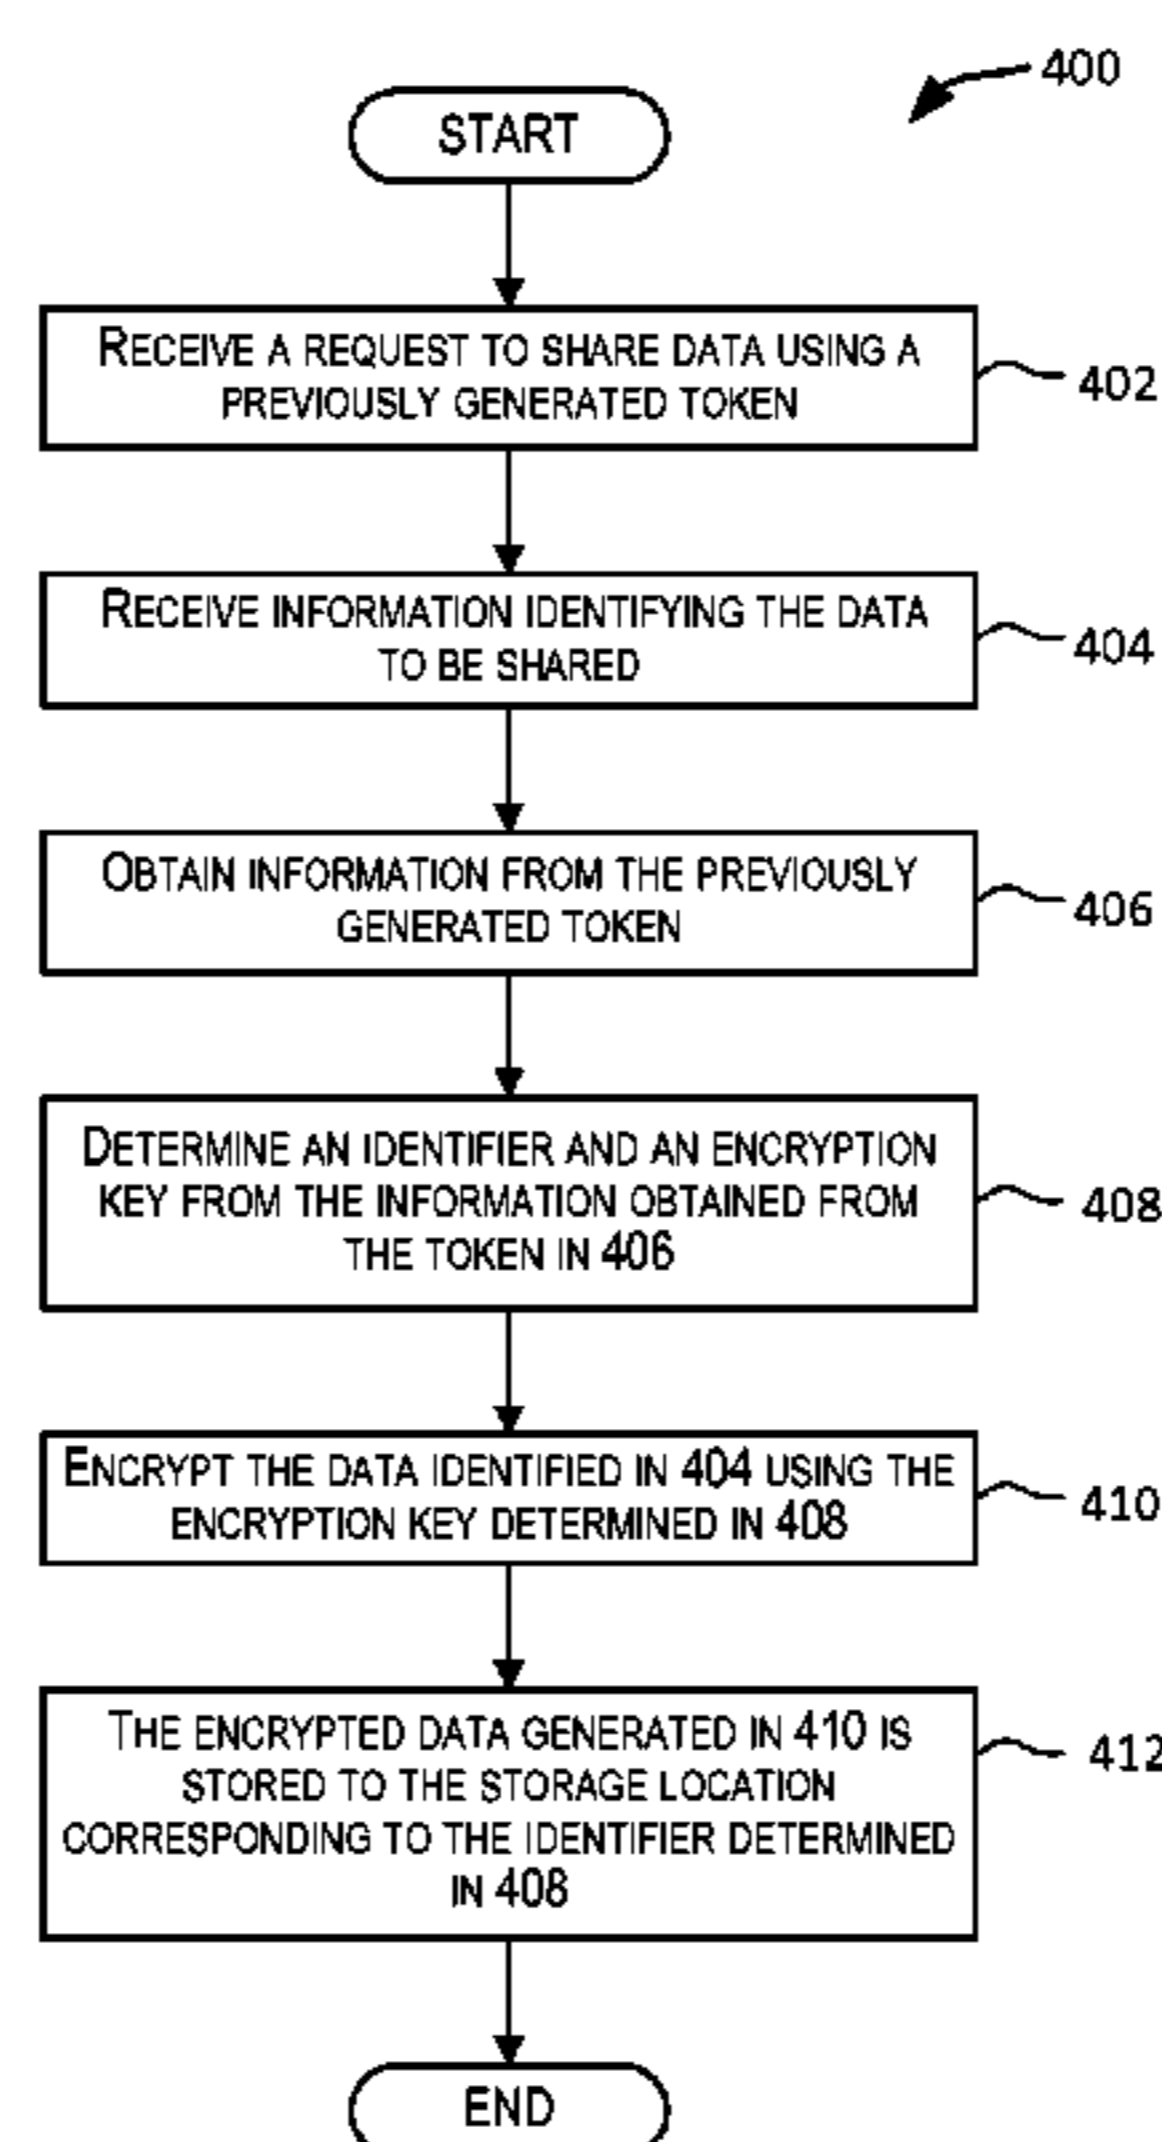 400
START
RECEIVE A REQUEST TO SHARE DATA USING A
PREVIOUSLY GENERATED TOKEN
402
RECEIVE INFORMATION IDENTIFYING THE DATA
TO BE SHARED
404
OBTAIN INFORMATION FROM THE PREVIOUSLY
GENERATED TOKEN
406
DETERMINE AN IDENTIFIER AND AN ENCRYPTION
KEY FROM THE INFORMATION OBTAINED FROM
THE TOKEN IN 406
408
ENCRYPT THE DATA IDENTIFIED IN 404 USING THE
ENCRYPTION KEY DETERMINED IN 408
410
THE ENCRYPTED DATA GENERATED IN 410 IS
STORED TO THE STORAGE LOCATION
CORRESPONDING TO THE IDENTIFIER DETERMINED
IN 408
412
END